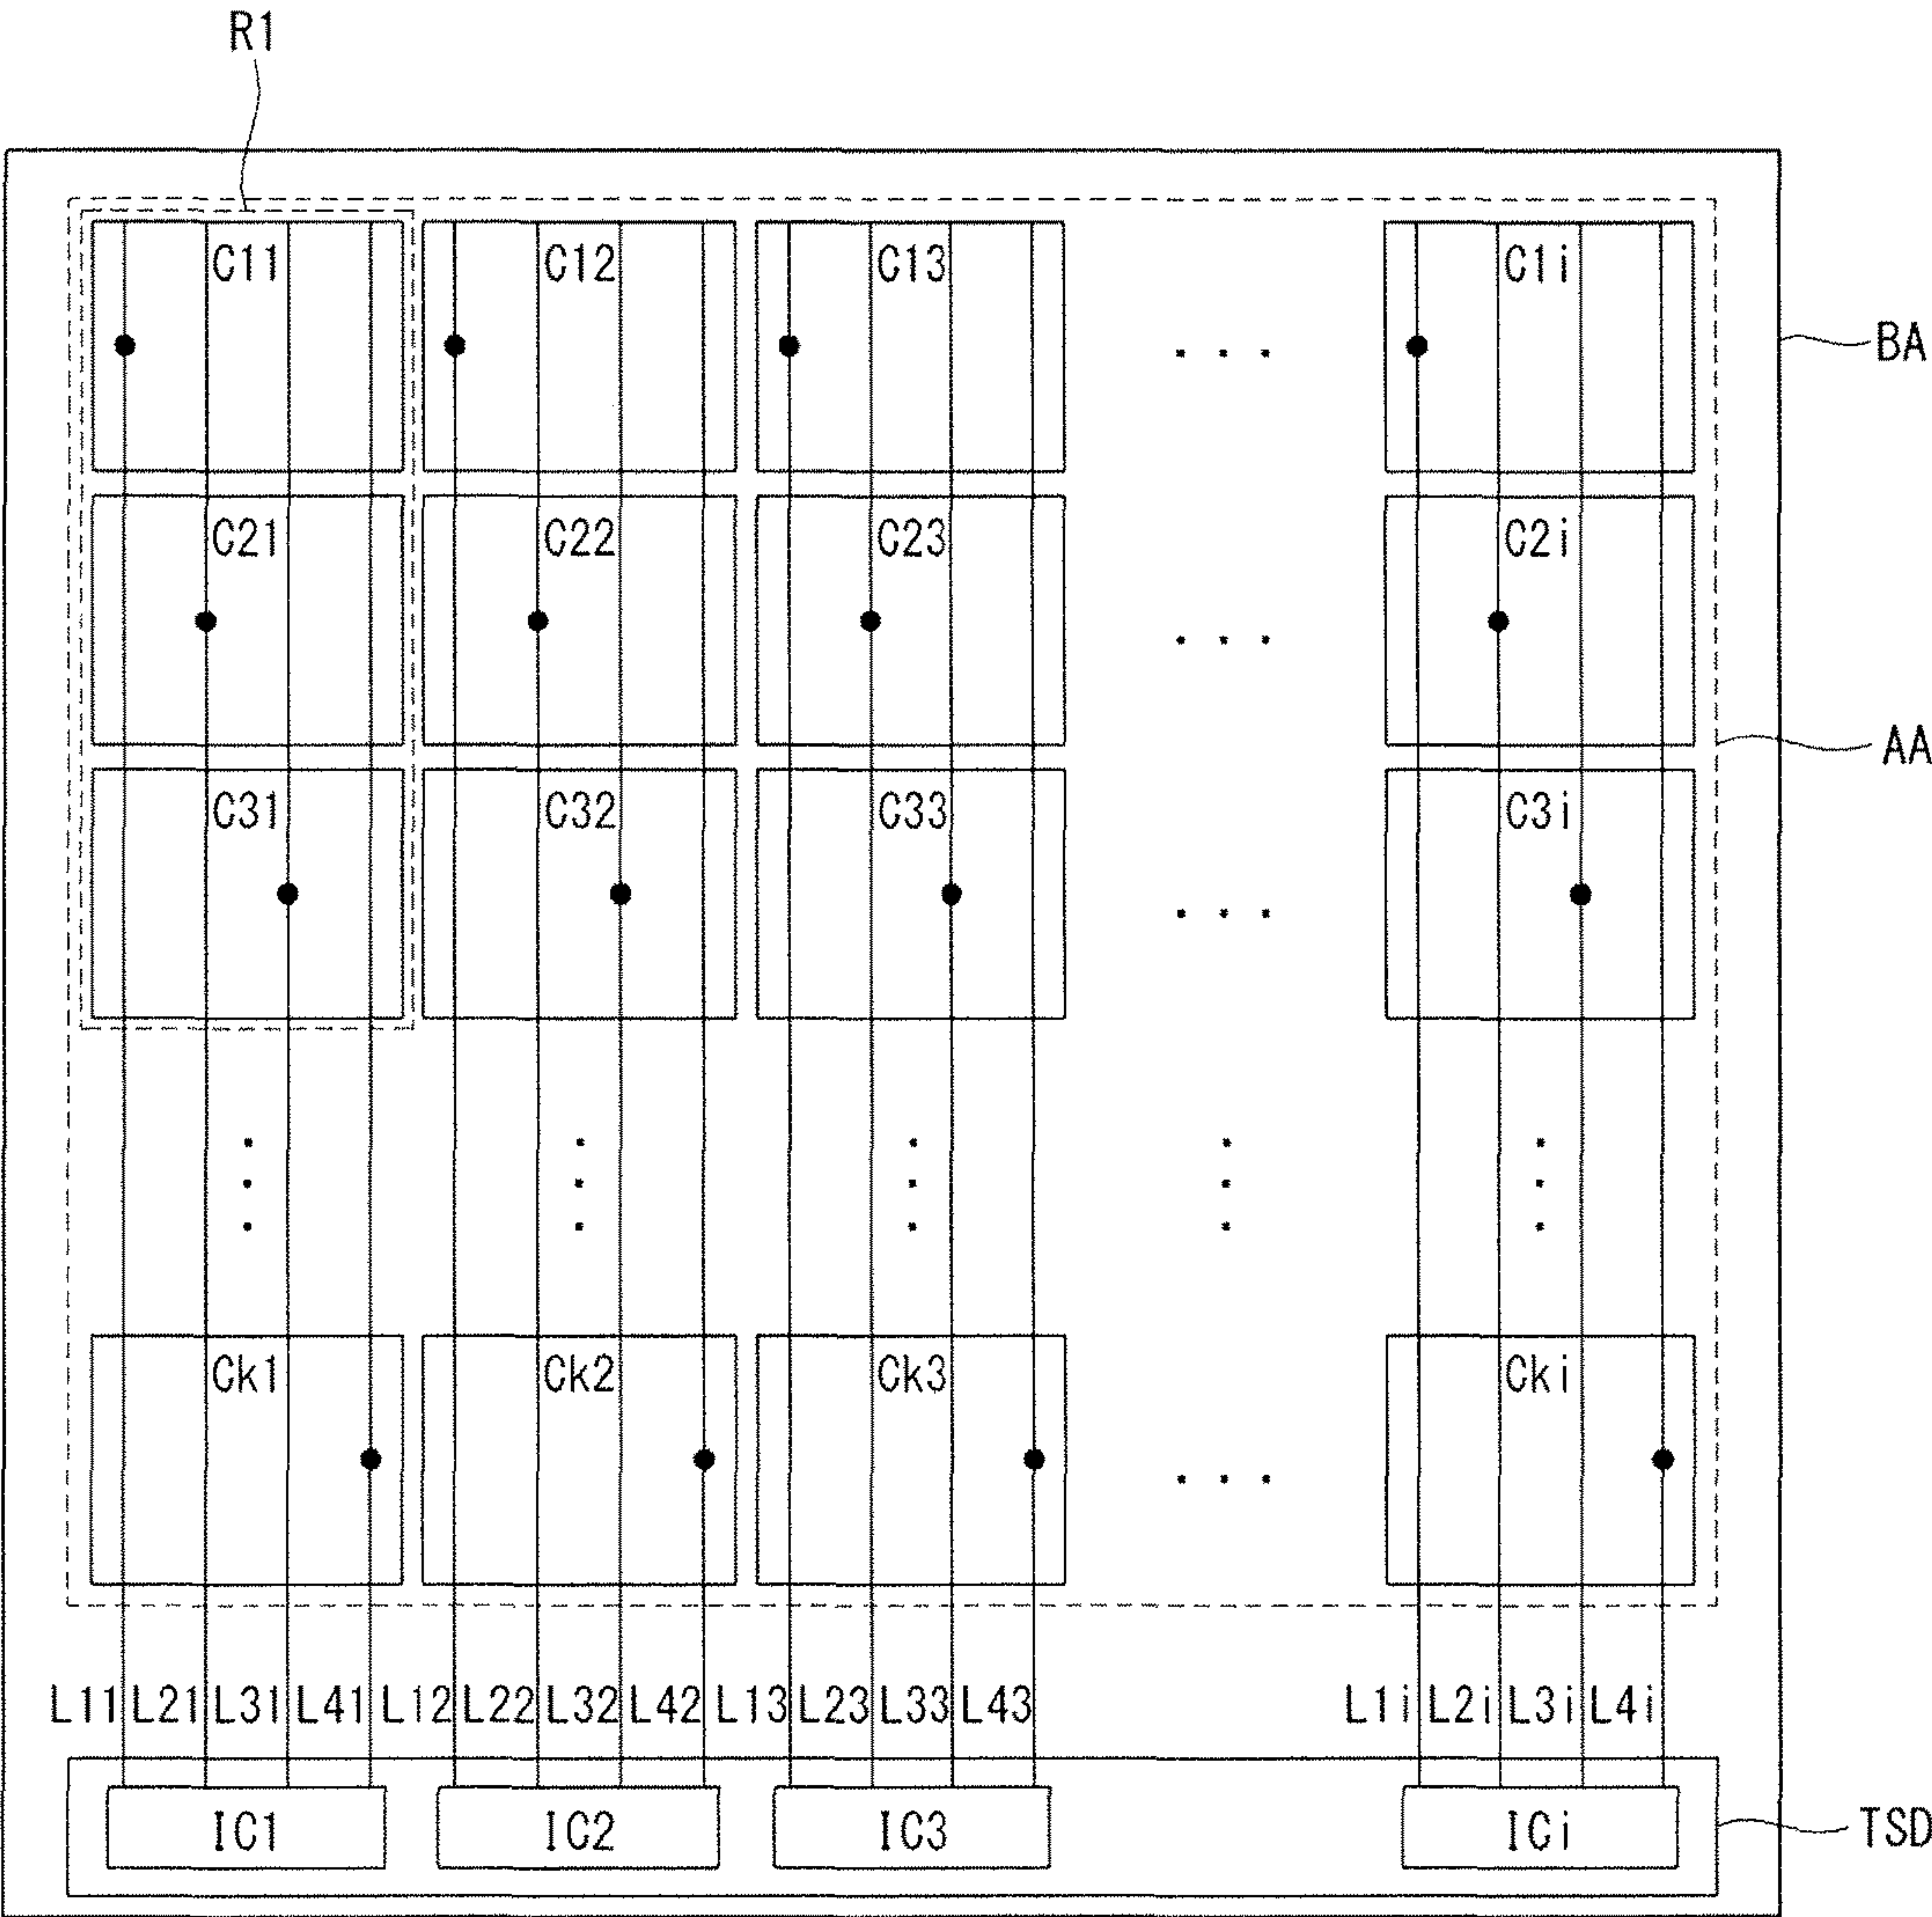 R1
C11 C12 C13 C1i
BA
C21 C22 C23 C2i
AA
C31 C32 C33 C3i
Ck1 Ck2 Ck3 Cki
L11 L21 L31 L41 L12 L22 L32 L42 L13 L23 L33 L43 L1i L2i L3i L4i
IC1 IC2 IC3 ICi
TSD